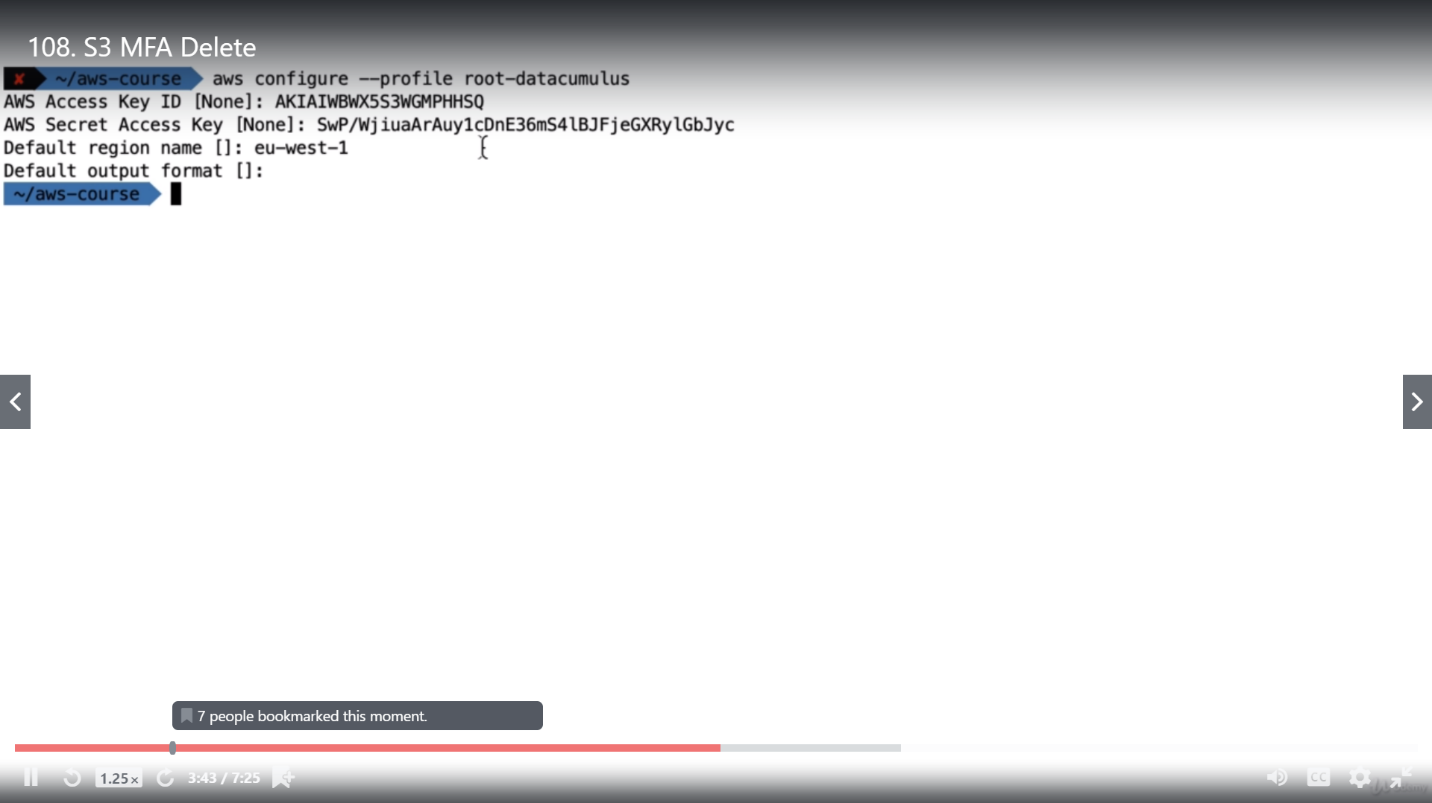 108. S3 MFA Delete
✘ ~/aws-course aws configure --profile root-datacumulus
AWS Access Key ID [None]: AKIAIWBWX5S3WGMPHHSQ
AWS Secret Access Key [None]: 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
Default region name []: eu-west-1
Default output format []:
~/aws-course
7 people bookmarked this moment.
1.25x 3:43 / 7:25 CC